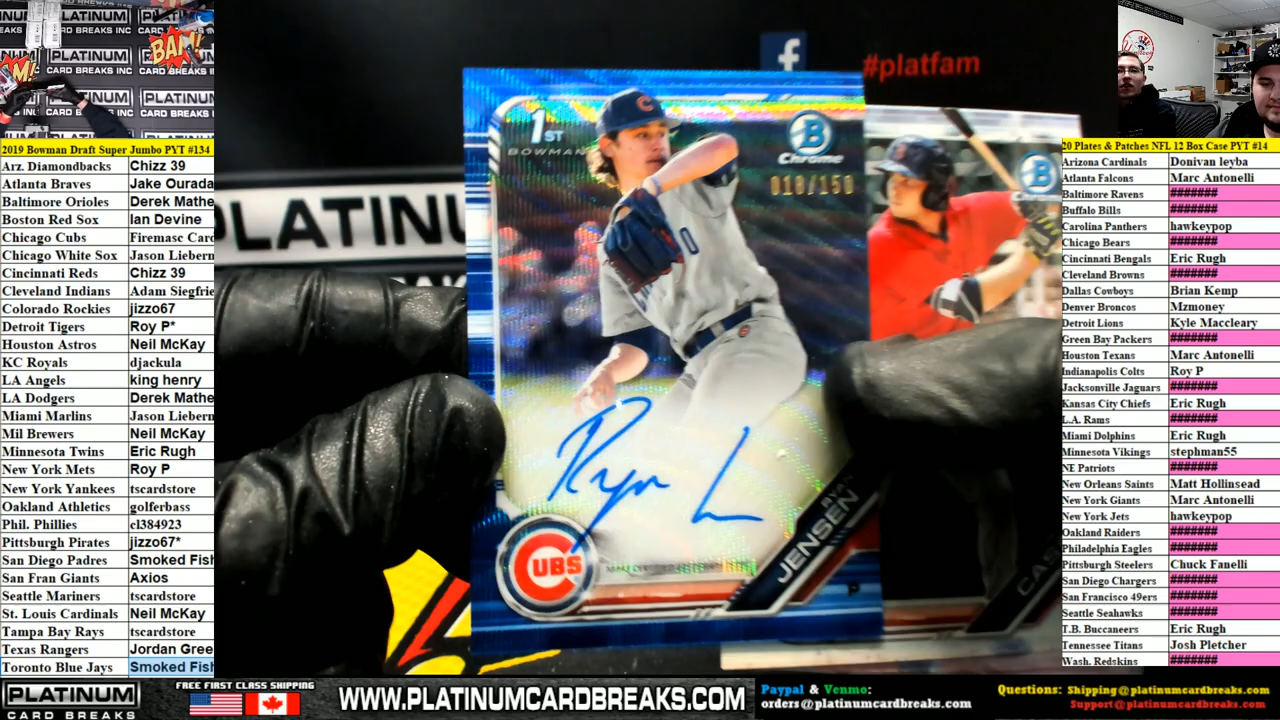 PLATINUM
CARD BREAKS INC
BAM!
2019 Bowman Draft Super Jumbo PYT #134
Arz. Diamondbacks Chizz 39
Atlanta Braves Jake Ourada
Baltimore Orioles Derek Mathe
Boston Red Sox Ian Devine
Chicago Cubs Firemasc Card
Chicago White Sox Jason Lieber
Cincinnati Reds Chizz 39
Cleveland Indians Adam Siegfrie
Colorado Rockies jizzo67
Detroit Tigers Roy P*
Houston Astros Neil McKay
KC Royals djackula
LA Angels king henry
LA Dodgers Derek Mathe
Miami Marlins Jason Lieber
Mil Brewers Neil McKay
Minnesota Twins Eric Rugh
New York Mets Roy P
New York Yankees tscardstore
Oakland Athletics golferbass
Phil. Phillies cl384923
Pittsburgh Pirates jizzo67*
San Diego Padres Smoked Fish
San Fran Giants Axios
Seattle Mariners tscardstore
St. Louis Cardinals Neil McKay
Tampa Bay Rays tscardstore
Texas Rangers Jordan Gree
Toronto Blue Jays Smoked Fish
#platfam
1ST
BOWMAN
B
Chrome
010/150
B
Chrome
PLATINUM
CUBS
JENSEN
P
20 Plates & Patches NFL 12 Box Case PYT #14
Arizona Cardinals Donivan leyba
Atlanta Falcons Marc Antonelli
Baltimore Ravens #######
Buffalo Bills #######
Carolina Panthers hawkeypop
Chicago Bears #######
Cincinnati Bengals Eric Rugh
Cleveland Browns #######
Dallas Cowboys Brian Kemp
Denver Broncos Mzmoney
Detroit Lions Kyle Maccleary
Green Bay Packers #######
Houston Texans Marc Antonelli
Indianapolis Colts Roy P
Jacksonville Jaguars #######
Kansas City Chiefs Eric Rugh
L.A. Rams #######
Miami Dolphins Eric Rugh
Minnesota Vikings stephman55
NE Patriots #######
New Orleans Saints Matt Hollinsead
New York Giants Marc Antonelli
New York Jets hawkeypop
Oakland Raiders #######
Philadelphia Eagles #######
Pittsburgh Steelers Chuck Fanelli
San Diego Chargers #######
San Francisco 49ers #######
Seattle Seahawks #######
T.B. Buccaneers Eric Rugh
Tennessee Titans Josh Pletcher
Wash. Redskins #######
PLATINUM
CARD BREAKS
FREE FIRST CLASS SHIPPING
WWW.PLATINUMCARDBREAKS.COM
Paypal & Venmo:
orders@platinumcardbreaks.com
Questions: Shipping@platinumcardbreaks.com
Support@platinumcardbreaks.com